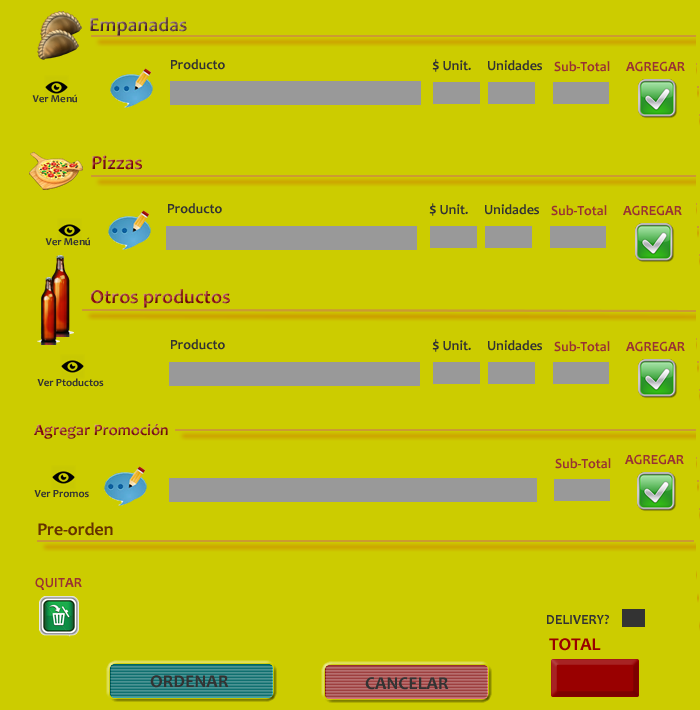 Empanadas
Producto $ Unit. Unidades Sub-Total AGREGAR
Ver Menú
Pizzas
Producto $ Unit. Unidades Sub-Total AGREGAR
Ver Menú
Otros productos
Producto $ Unit. Unidades Sub-Total AGREGAR
Ver Ptoductos
Agregar Promoción
Sub-Total AGREGAR
Ver Promos
Pre-orden
QUITAR
DELIVERY?
TOTAL
ORDENAR CANCELAR